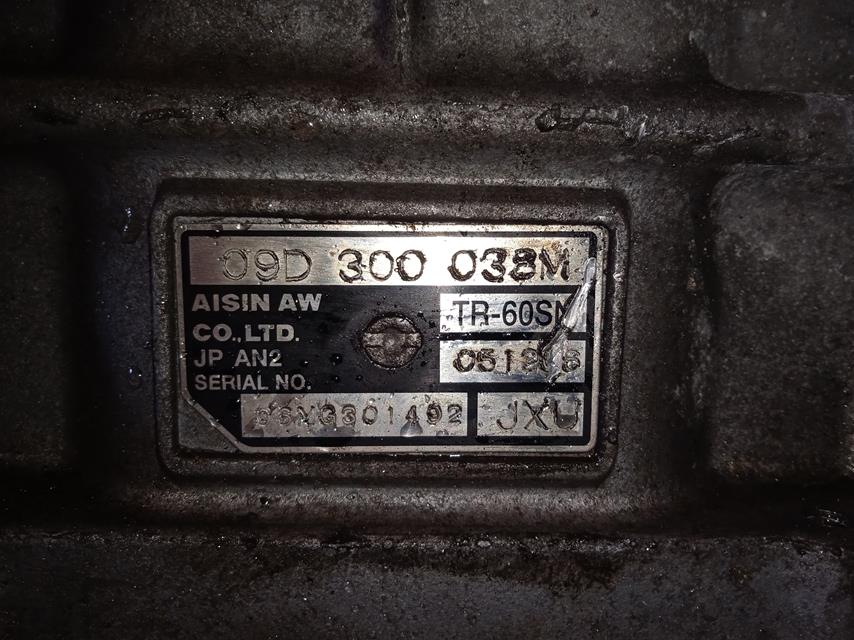 09D 300 038M
AISIN AW
CO.,LTD.
TR-60SN
JP AN2
SERIAL NO.
JXU